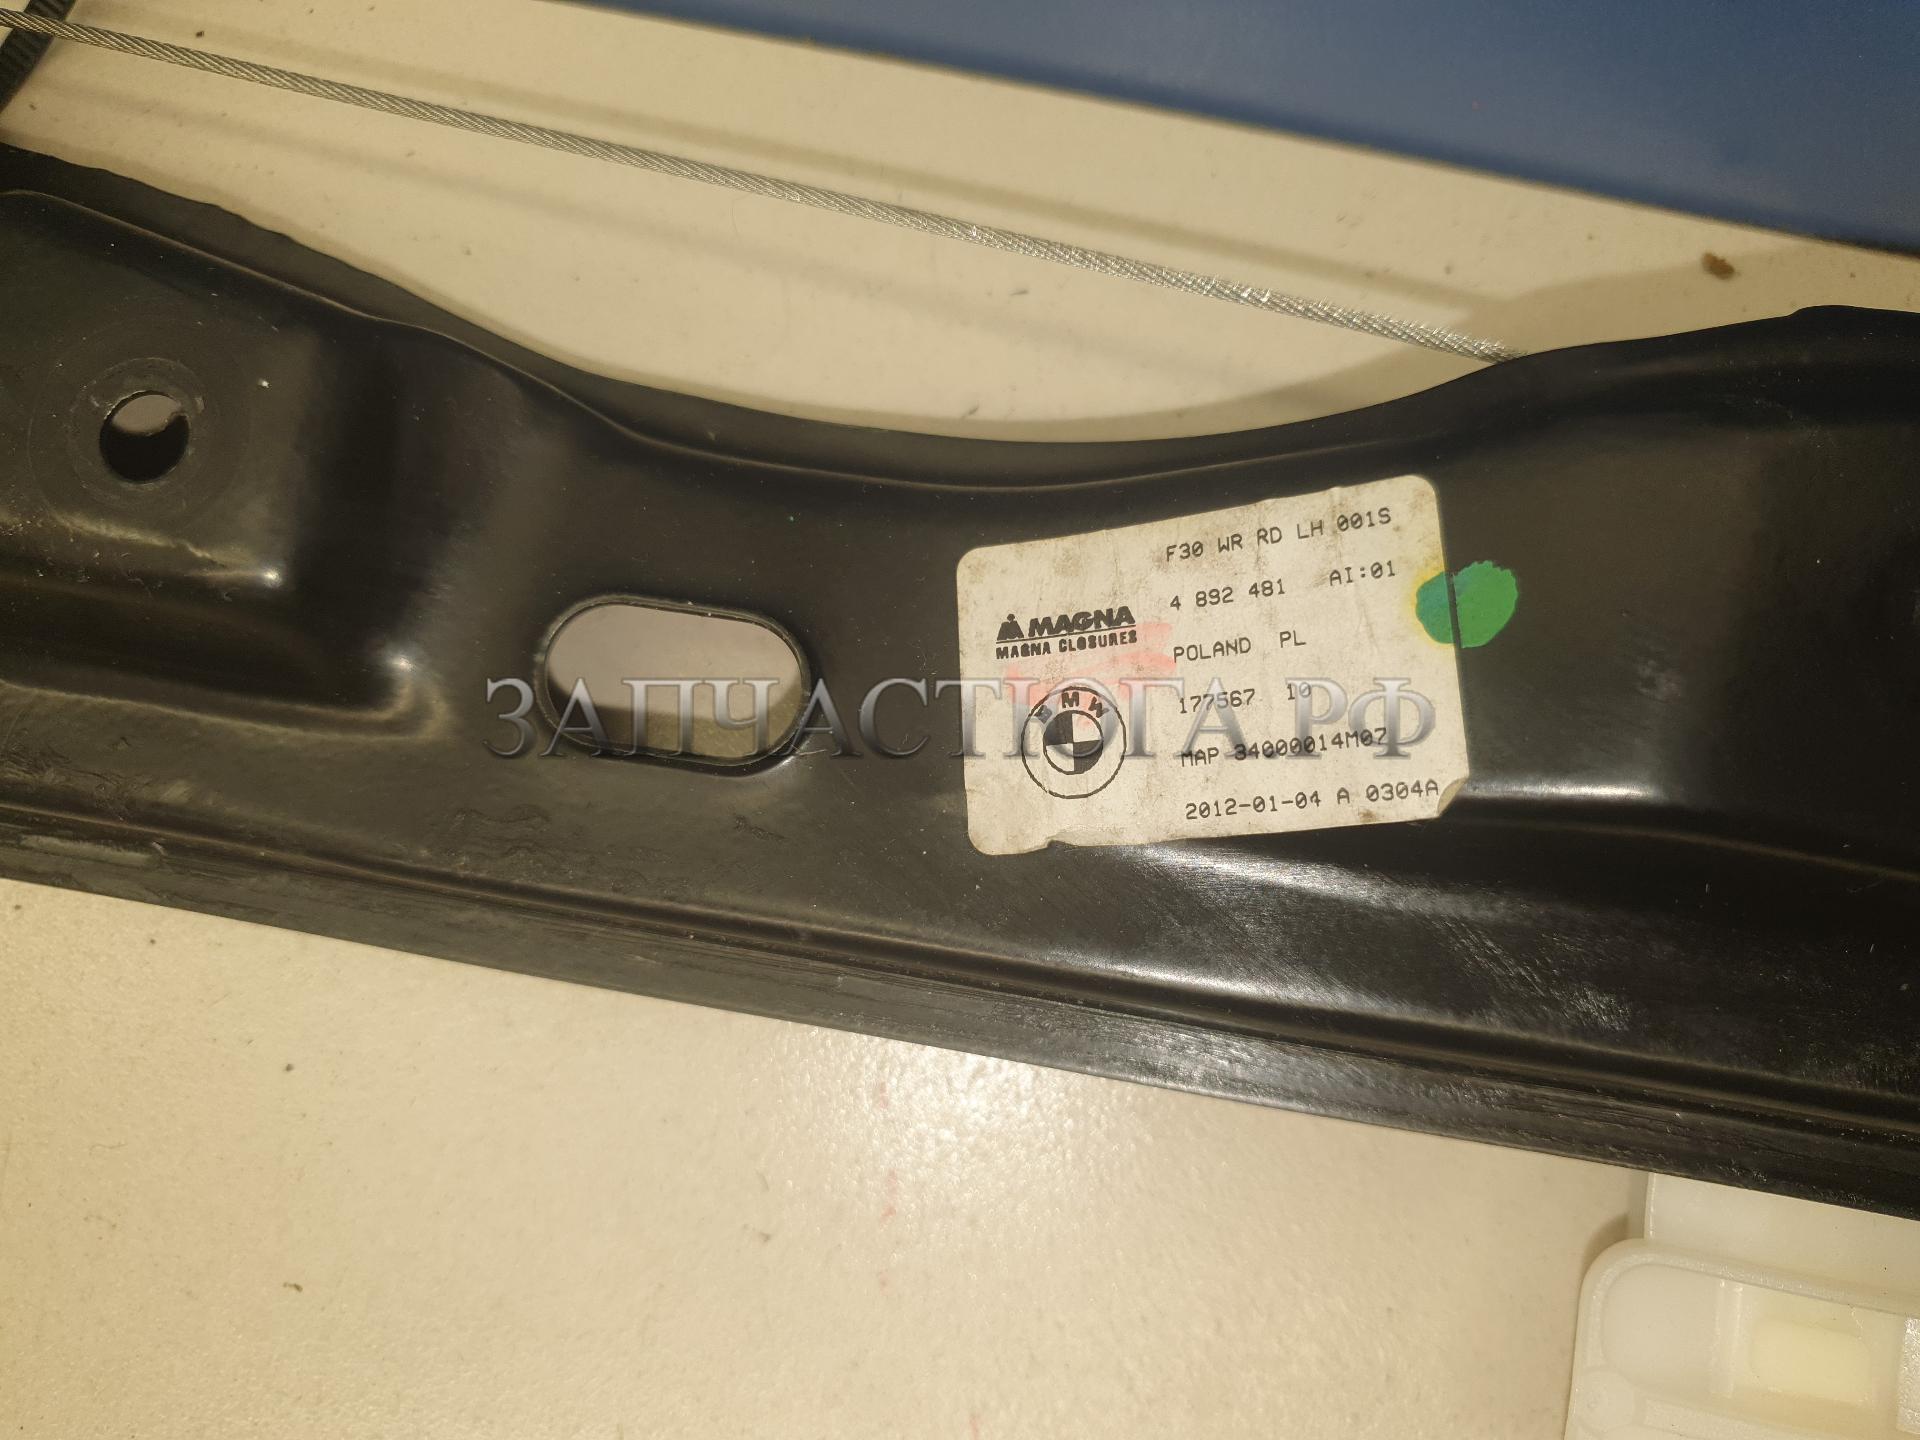 F30 WR RD LH 001S
4 892 481 AI:01
MAGNA
MAGNA CLOSURES
POLAND PL
BMW
177567 10
MAP 34000014M07
2012-01-04 A 0304A
ЗАПЧАСТЮГА.РФ